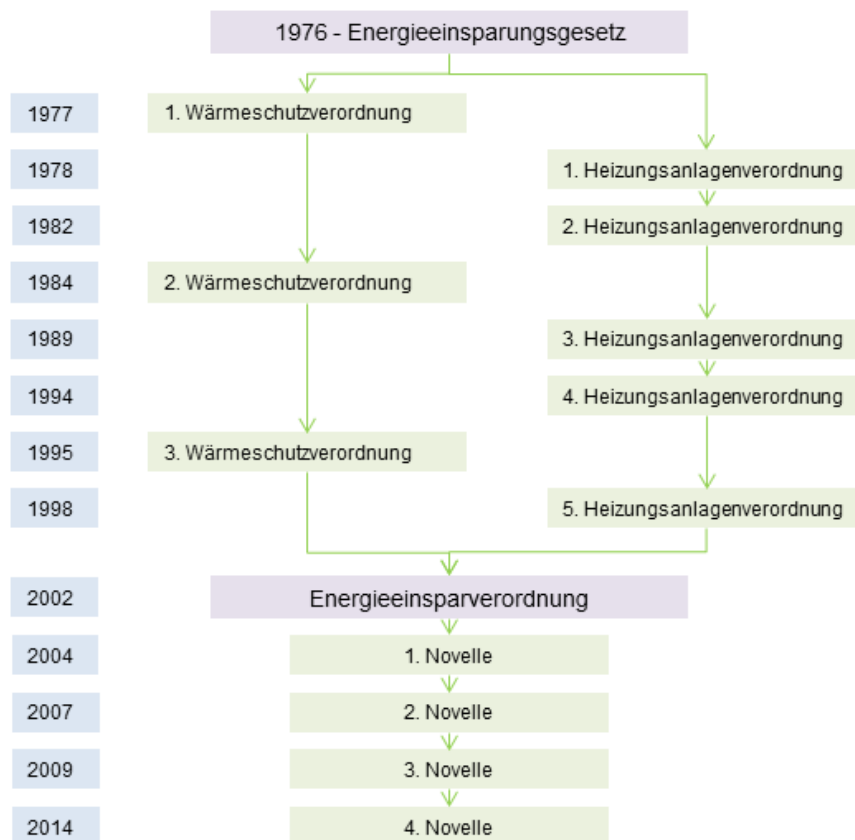 1976 - Energieeinsparungsgesetz
1977
1. Wärmeschutzverordnung
1978
1. Heizungsanlagenverordnung
1982
2. Heizungsanlagenverordnung
1984
2. Wärmeschutzverordnung
1989
3. Heizungsanlagenverordnung
1994
4. Heizungsanlagenverordnung
1995
3. Wärmeschutzverordnung
1998
5. Heizungsanlagenverordnung
2002
Energieeinsparverordnung
2004
1. Novelle
2007
2. Novelle
2009
3. Novelle
2014
4. Novelle